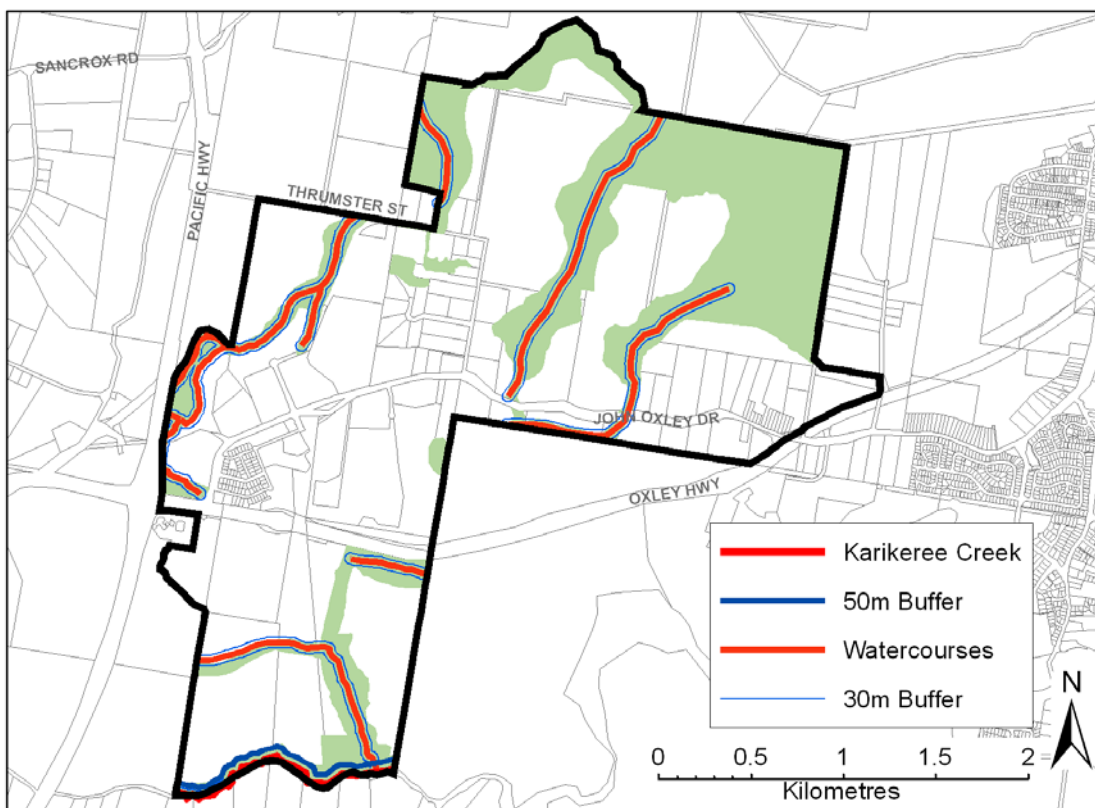 SANCROX RD
PACIFIC HWY
THRUMSTER ST
JOHN OXLEY DR
OXLEY HWY
Karikeree Creek
50m Buffer
Watercourses
30m Buffer
N
0 0.5 1 1.5 2
Kilometres